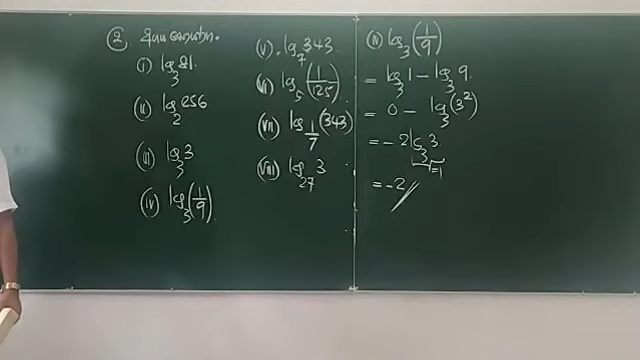 ②
(i) log₃ 81.
(ii) log₂ 256
(iii) log₃ 3
(iv) log₃ (1/9)
(v) log₇ 343.
(vi) log₅ (1/125)
(vii) log_{1/7} (343)
(viii) log₂₇ 3
(iv) log₃ (1/9)
= log₃ 1 - log₃ 9.
= 0 - log₃ (3²)
= - 2 log₃ 3
=1
= -2 //